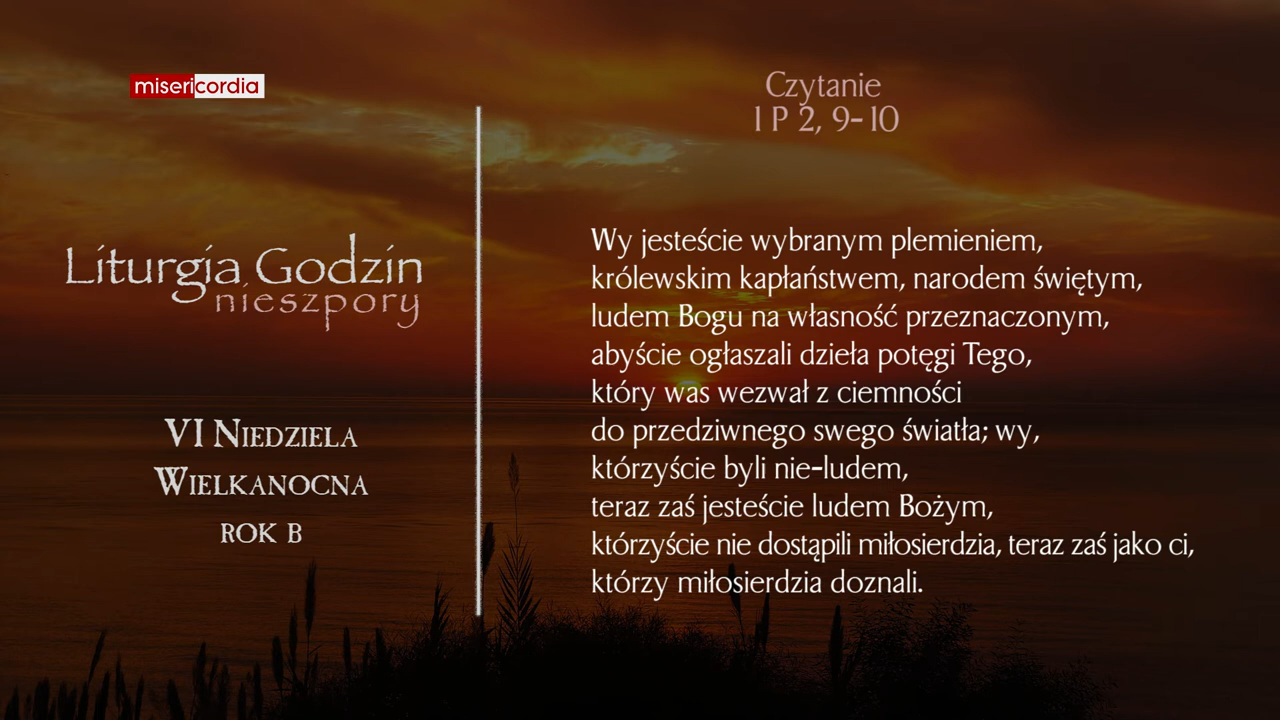 misericordia
Liturgia Godzin
nieszpory
VI Niedziela
Wielkanocna
rok B
Czytanie
1 P 2, 9-10
Wy jesteście wybranym plemieniem,
królewskim kapłaństwem, narodem świętym,
ludem Bogu na własność przeznaczonym,
abyście ogłaszali dzieła potęgi Tego,
który was wezwał z ciemności
do przedziwnego swego światła; wy,
którzyście byli nie-ludem,
teraz zaś jesteście ludem Bożym,
którzyście nie dostąpili miłosierdzia, teraz zaś jako ci,
którzy miłosierdzia doznali.